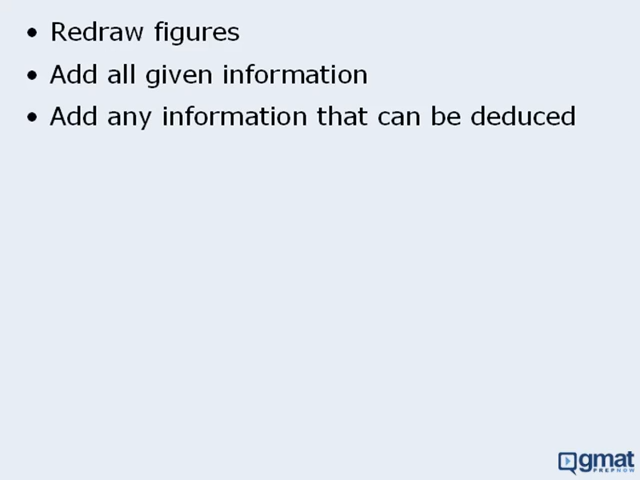 • Redraw figures
• Add all given information
• Add any information that can be deduced
gmat
PREPNOW